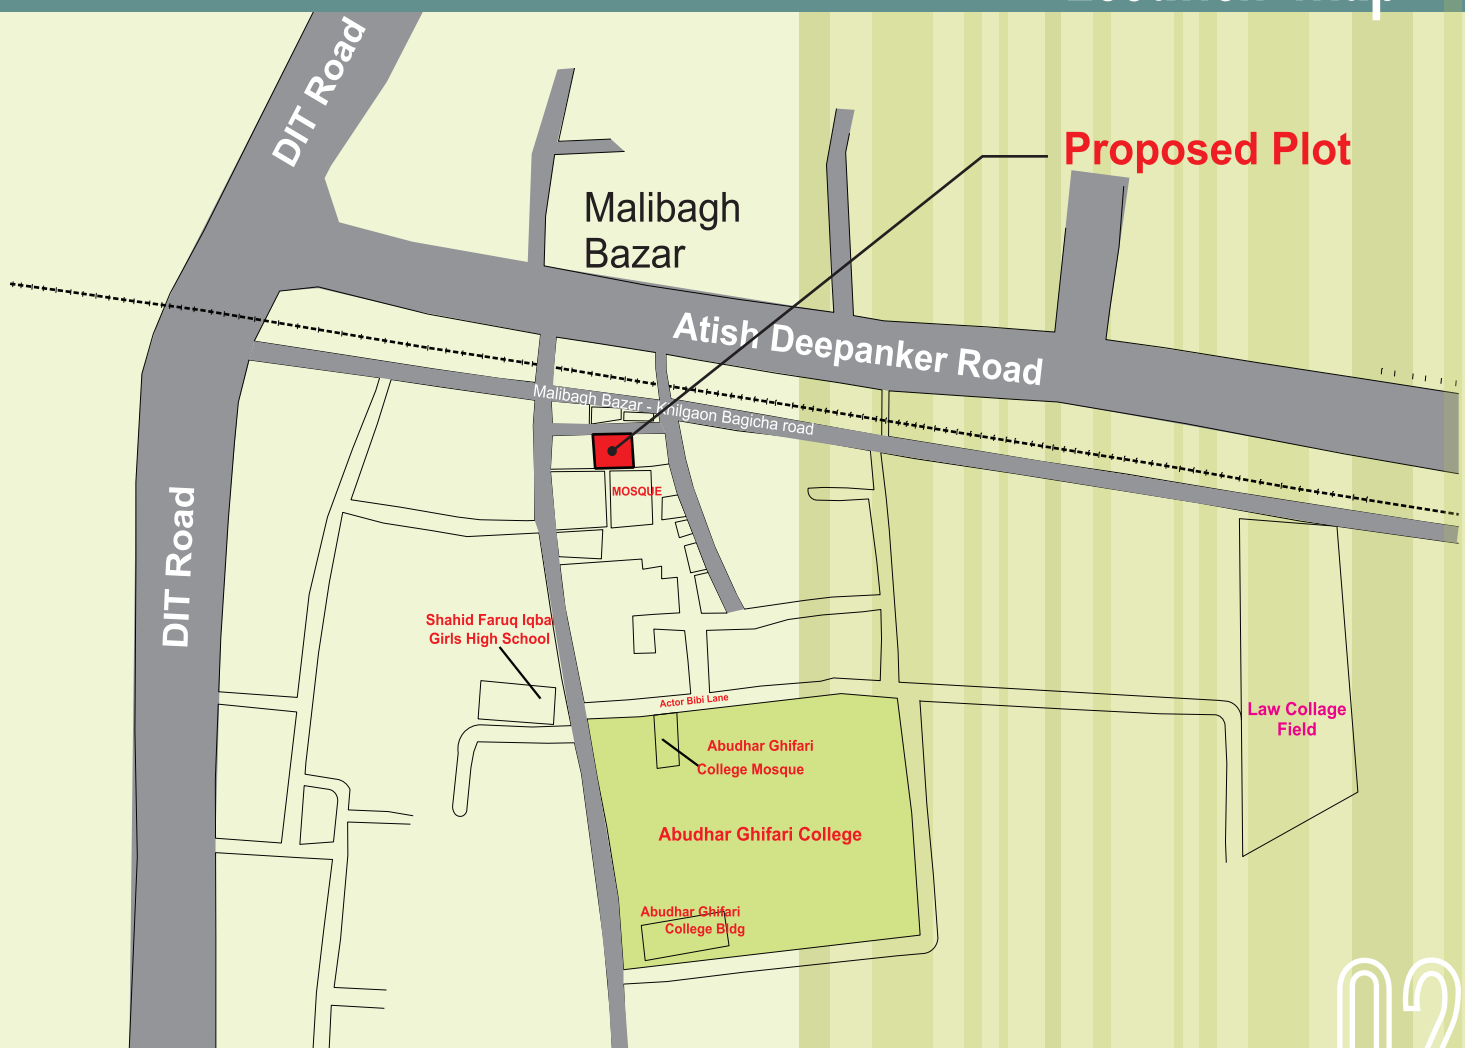 DIT Road
Proposed Plot
Malibagh
Bazar
Atish Deepanker Road
Malibagh Bazar - Khilgaon Bagicha road
MOSQUE
DIT Road
Shahid Faruq Iqba
Girls High School
Actor Bibi Lane
Law Collage
Field
Abudhar Ghifari
College Mosque
Abudhar Ghifari College
Abudhar Ghifari
College Bldg
02